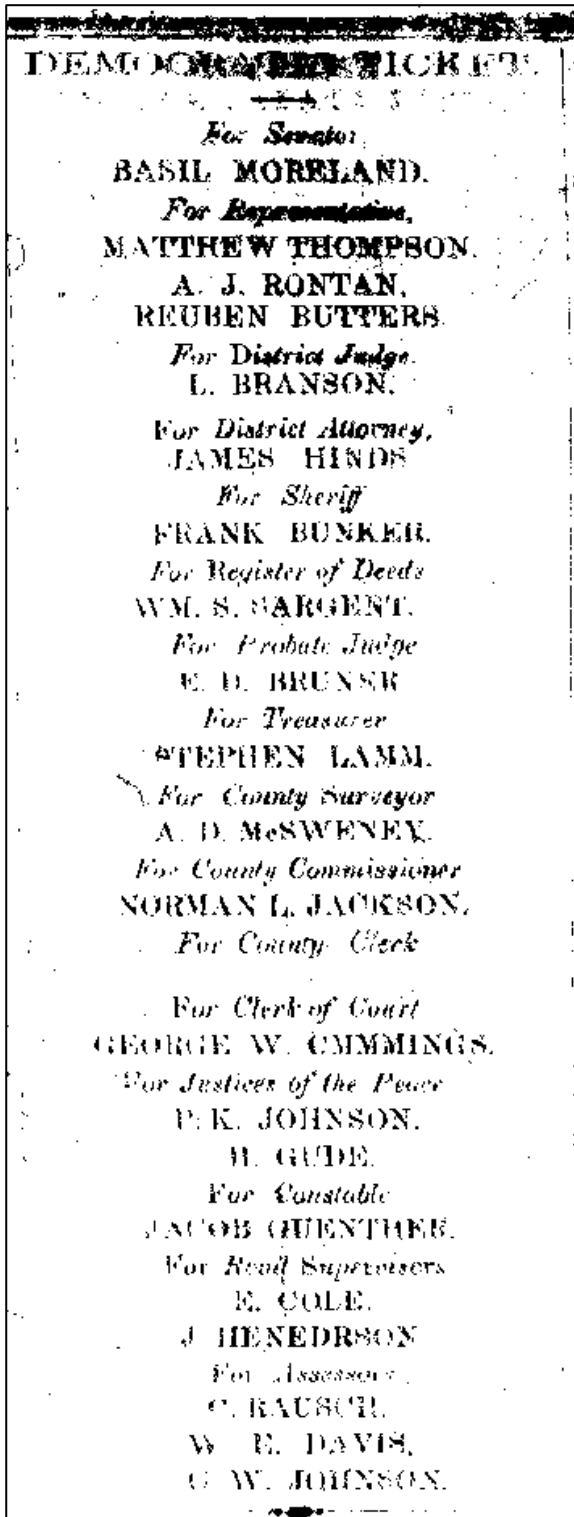 DEMOCRATIC TICKET.
For Senator,
BASIL MORELAND.
For Representative,
MATTHEW THOMPSON.
A. J. RONTAN,
REUBEN BUTTERS.
For District Judge.
L. BRANSON.
For District Attorney,
JAMES HINDS
For Sheriff
FRANK BUNKER.
For Register of Deeds
WM. S. SARGENT.
For Probate Judge
E. D. BRUNSR
For Treasurer
STEPHEN LAMM.
For County Surveyor
A. D. McSWENEY.
For County Commissioner
NORMAN L. JACKSON.
For County Clerk
For Clerk of Court
GEORGE W. CMMMINGS.
For Justices of the Peace
P. K. JOHNSON.
H. GUDE.
For Constable
JACOB GUENTHER.
For Road Supervisors
E. COLE.
J HENEDRSON
For Assessors,
C. RAUSCH.
W. E. DAVIS,
G W. JOHNSON.